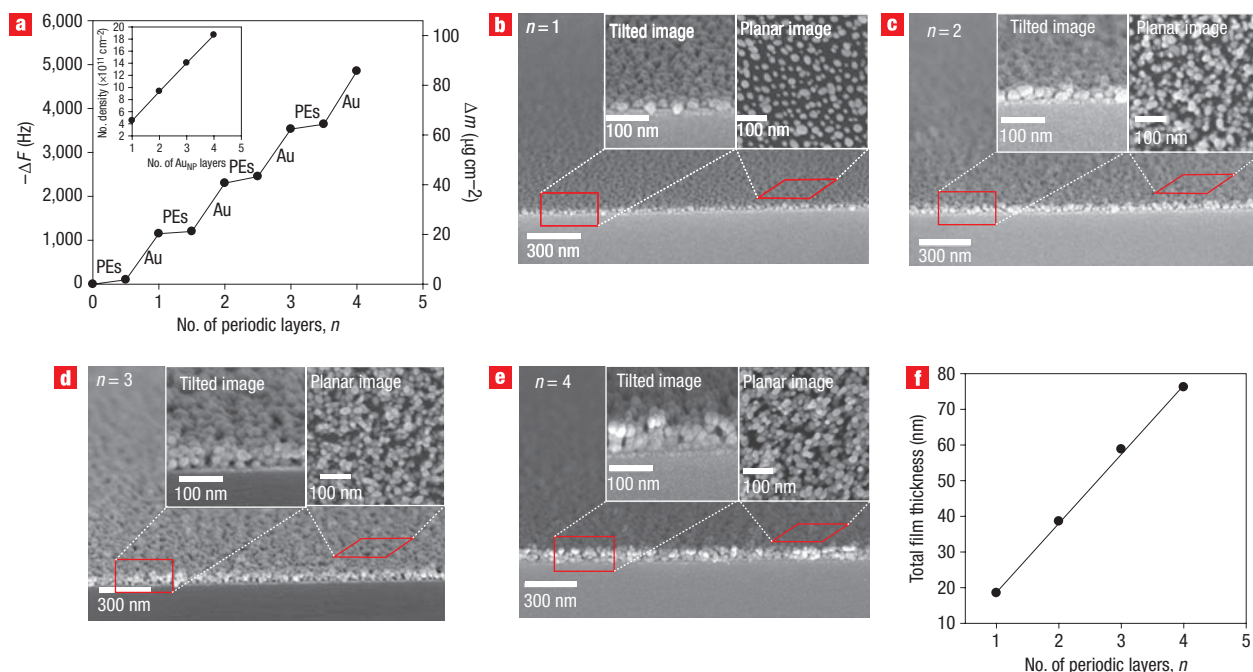 a
6,000
5,000
4,000
3,000
2,000
1,000
0
−ΔF (Hz)
0
1
2
3
4
5
No. of periodic layers, n
100
80
60
40
20
0
Δm (µg cm⁻²)
PEs
Au
PEs
Au
PEs
Au
PEs
Au
No. density (×10¹¹ cm⁻²)
20
18
16
14
12
10
8
6
4
2
1
2
3
4
5
No. of Au_NP layers
b
n = 1
Tilted image
Planar image
100 nm
100 nm
300 nm
c
n = 2
Tilted image
Planar image
100 nm
100 nm
300 nm
d
n = 3
Tilted image
Planar image
100 nm
100 nm
300 nm
e
n = 4
Tilted image
Planar image
100 nm
100 nm
300 nm
f
80
70
60
50
40
30
20
10
Total film thickness (nm)
1
2
3
4
5
No. of periodic layers, n